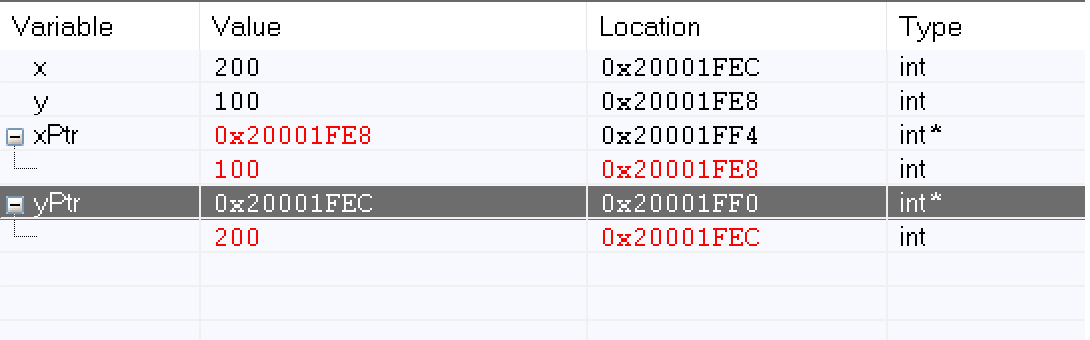 Variable Value Location Type
x 200 0x20001FEC int
y 100 0x20001FE8 int
xPtr 0x20001FE8 0x20001FF4 int*
100 0x20001FE8 int
yPtr 0x20001FEC 0x20001FF0 int*
200 0x20001FEC int